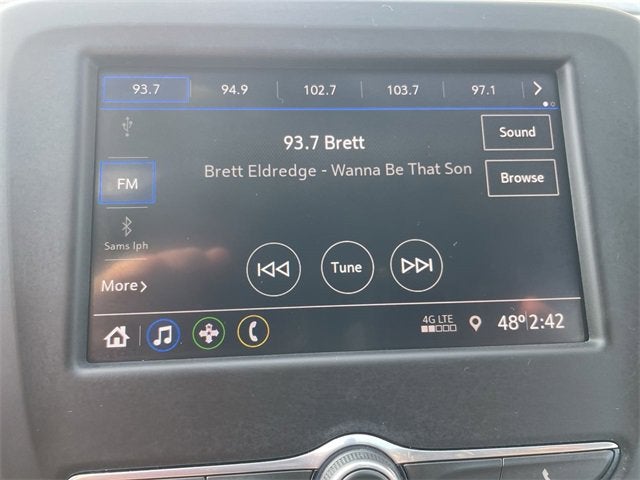 93.7 94.9 102.7 103.7 97.1
93.7 Brett
Sound
Brett Eldredge - Wanna Be That Son
Browse
FM
Sams Iph
Tune
More
4G LTE
48° 2:42